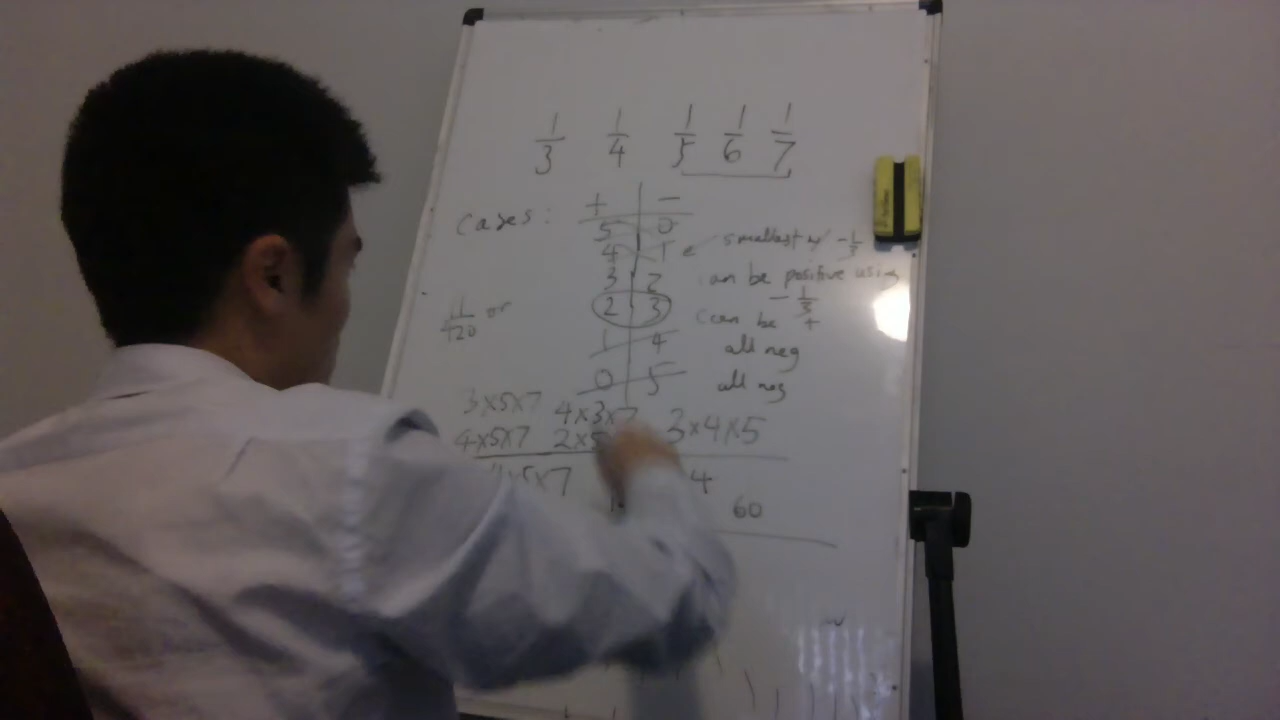 1/3 1/4 1/5 1/6 1/7
cases: + −
5 0
4 1 smallest w/ -1/3
3 2 can be positive using -1/3
11/420 or 2 3 can be +
1 4 all neg
0 5 all neg
3×5×7 4×3×7
4×5×7 2×5 3×4×5
×5×7 4
60